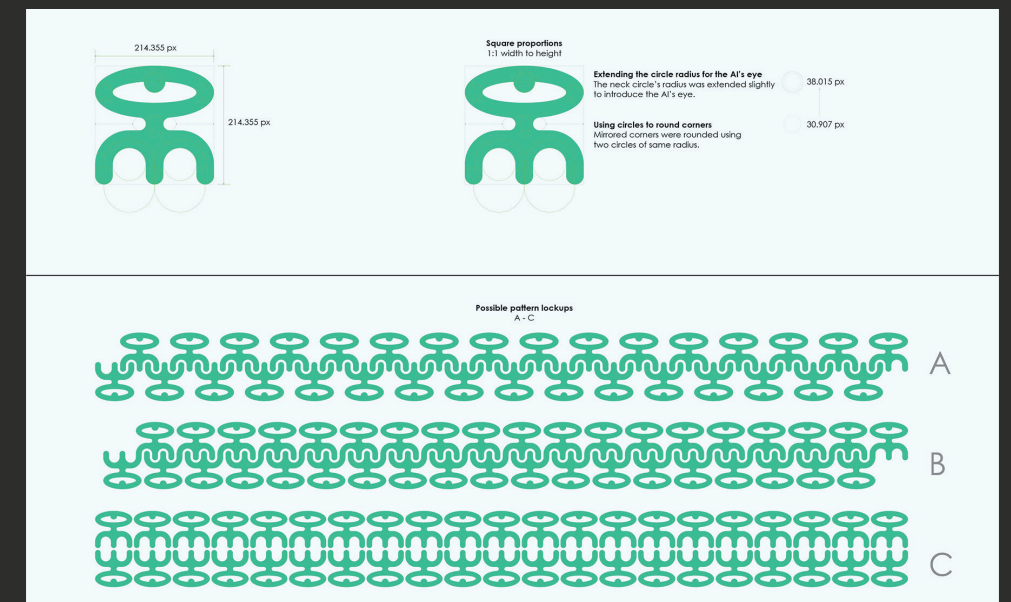 214.355 px
214.355 px
Square proportions
1:1 width to height
Extending the circle radius for the AI's eye
The neck circle's radius was extended slightly
to introduce the AI's eye.
38.015 px
Using circles to round corners
Mirrored corners were rounded using
two circles of same radius.
30.907 px
Possible pattern lockups
A - C
A
B
C